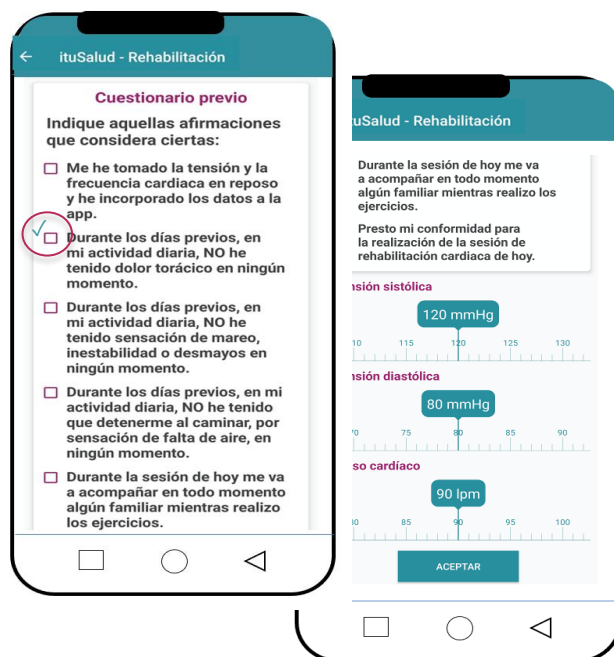 ituSalud - Rehabilitación
Cuestionario previo
Indique aquellas afirmaciones
que considera ciertas:
Me he tomado la tensión y la
frecuencia cardiaca en reposo
y he incorporado los datos a la
app.
Durante los días previos, en
mi actividad diaria, NO he
tenido dolor torácico en ningún
momento.
Durante los días previos, en
mi actividad diaria, NO he
tenido sensación de mareo,
inestabilidad o desmayos en
ningún momento.
Durante los días previos, en mi
actividad diaria, NO he tenido
que detenerme al caminar, por
sensación de falta de aire, en
ningún momento.
Durante la sesión de hoy me va
a acompañar en todo momento
algún familiar mientras realizo
los ejercicios.
tuSalud - Rehabilitación
Durante la sesión de hoy me va
a acompañar en todo momento
algún familiar mientras realizo los
ejercicios.
Presto mi conformidad para
la realización de la sesión de
rehabilitación cardiaca de hoy.
nsión sistólica
120 mmHg
10 115 120 125 130
nsión diastólica
80 mmHg
70 75 80 85 90
so cardíaco
90 lpm
80 85 90 95 100
ACEPTAR